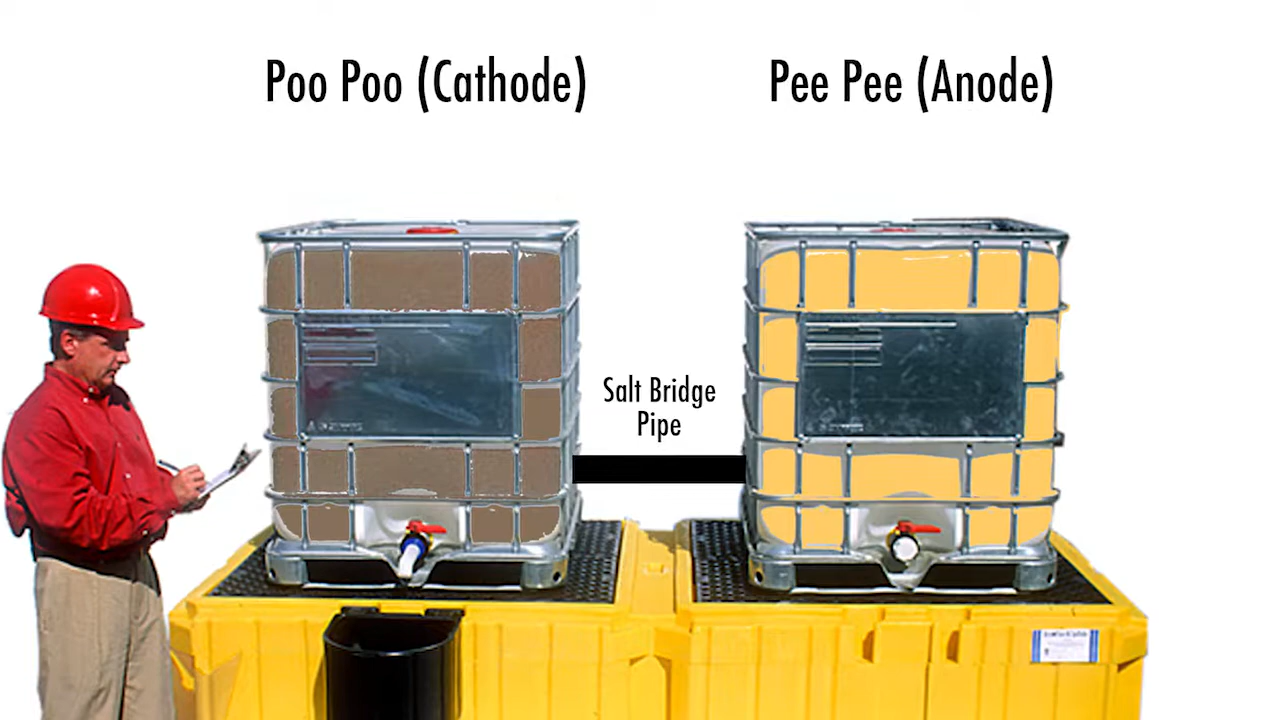 Poo Poo (Cathode)
Pee Pee (Anode)
Salt Bridge
Pipe